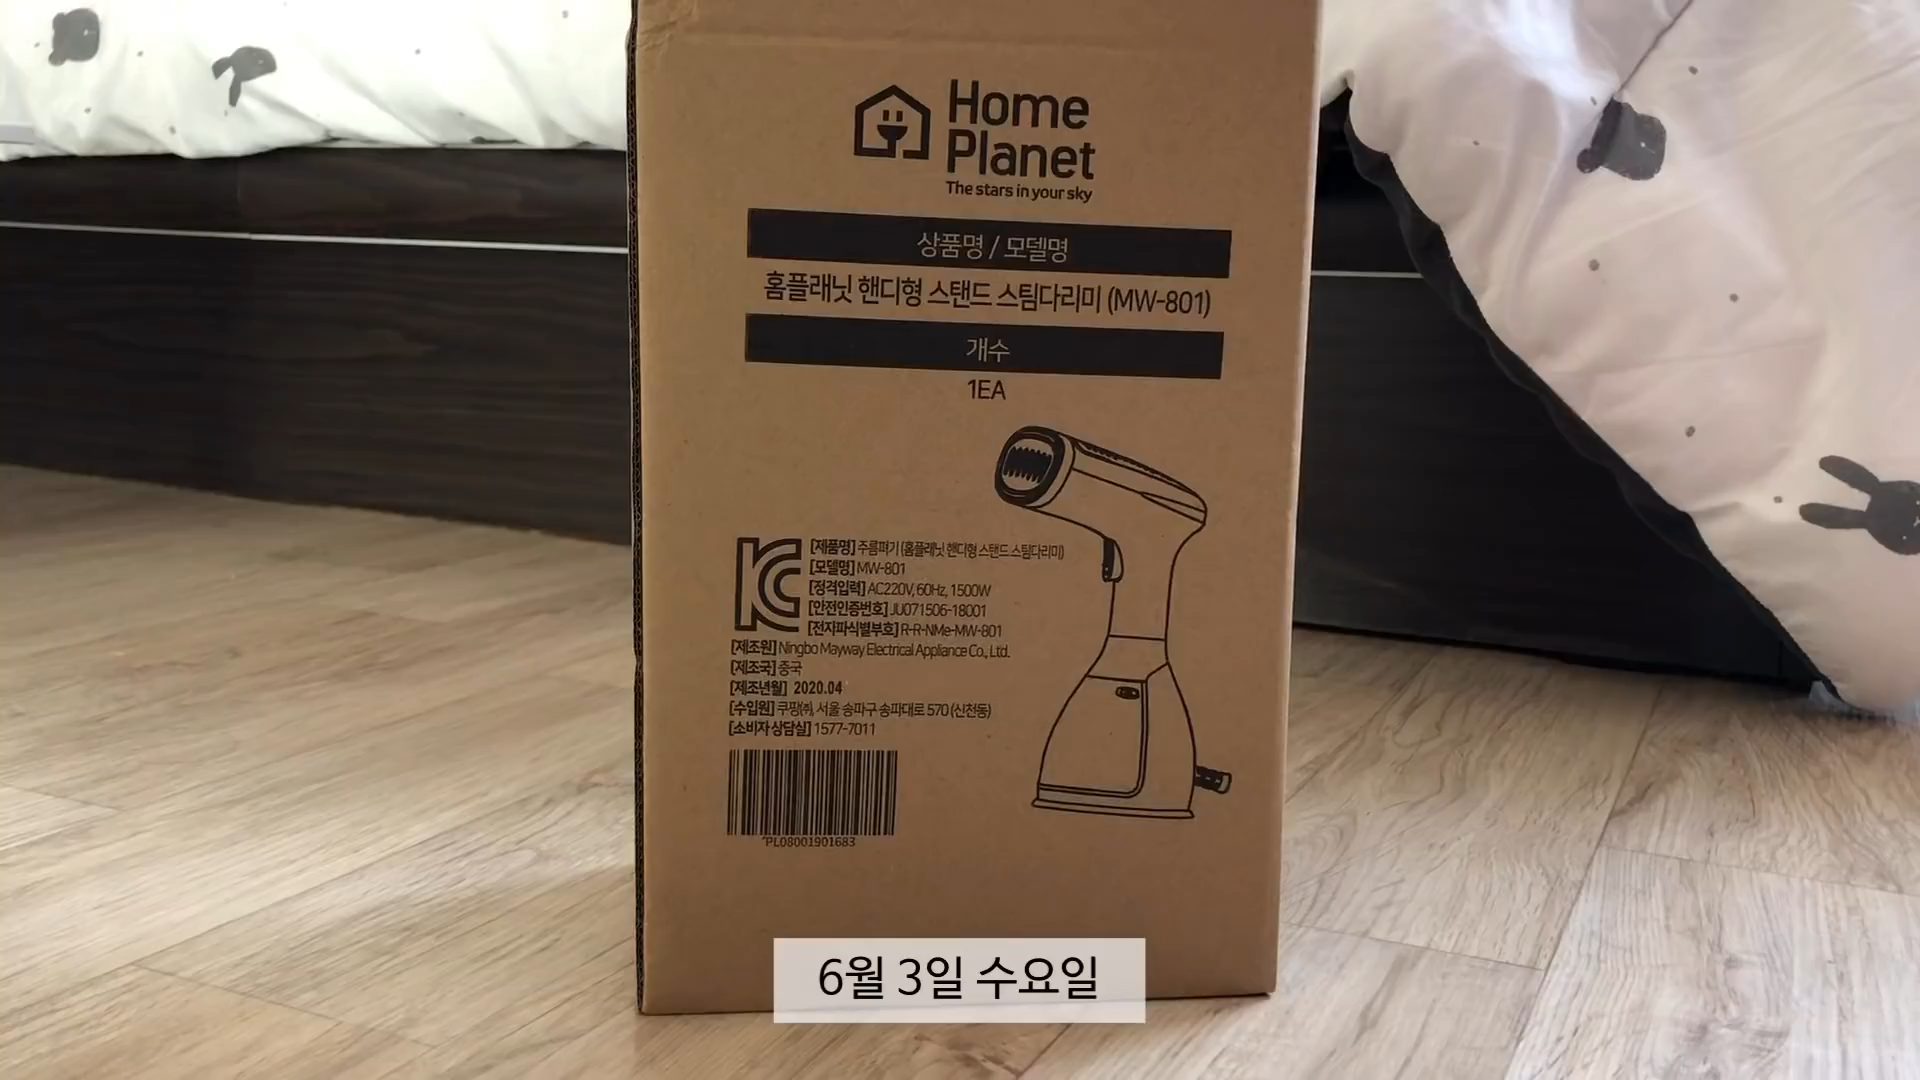 Home
Planet
The stars in your sky
상품명 / 모델명
홈플래닛 핸디형 스탠드 스팀다리미 (MW-801)
개수
1EA
[제품명] 주름펴기 (홈플래닛 핸디형 스탠드 스팀다리미)
[모델명] MW-801
[정격입력] AC220V, 60Hz, 1500W
[안전인증번호] JU071506-18001
[전자파식별부호] R-R-NMe-MW-801
[제조원] Ningbo Mayway Electrical Appliance Co., Ltd.
[제조국] 중국
[제조년월] 2020.04
[수입원] 쿠팡㈜, 서울 송파구 송파대로 570 (신천동)
[소비자 상담실] 1577-7011
*PL08001901683
6월 3일 수요일